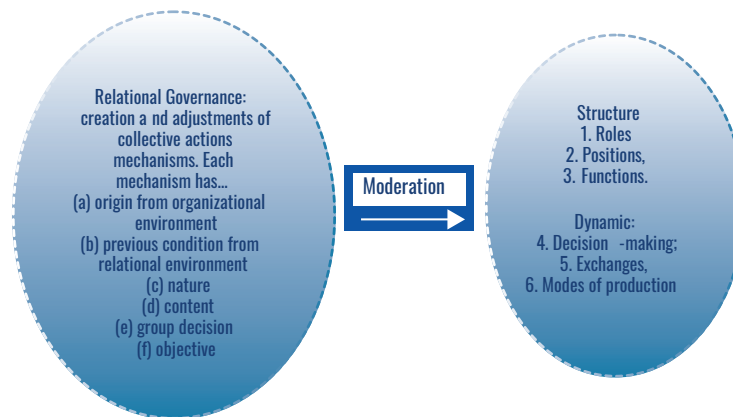 Relational Governance:
creation a nd adjustments of
collective actions
mechanisms. Each
mechanism has...
(a) origin from organizational
environment
(b) previous condition from
relational environment
(c) nature
(d) content
(e) group decision
(f) objective
Moderation
Structure
1. Roles
2. Positions,
3. Functions.
Dynamic:
4. Decision -making;
5. Exchanges,
6. Modes of production